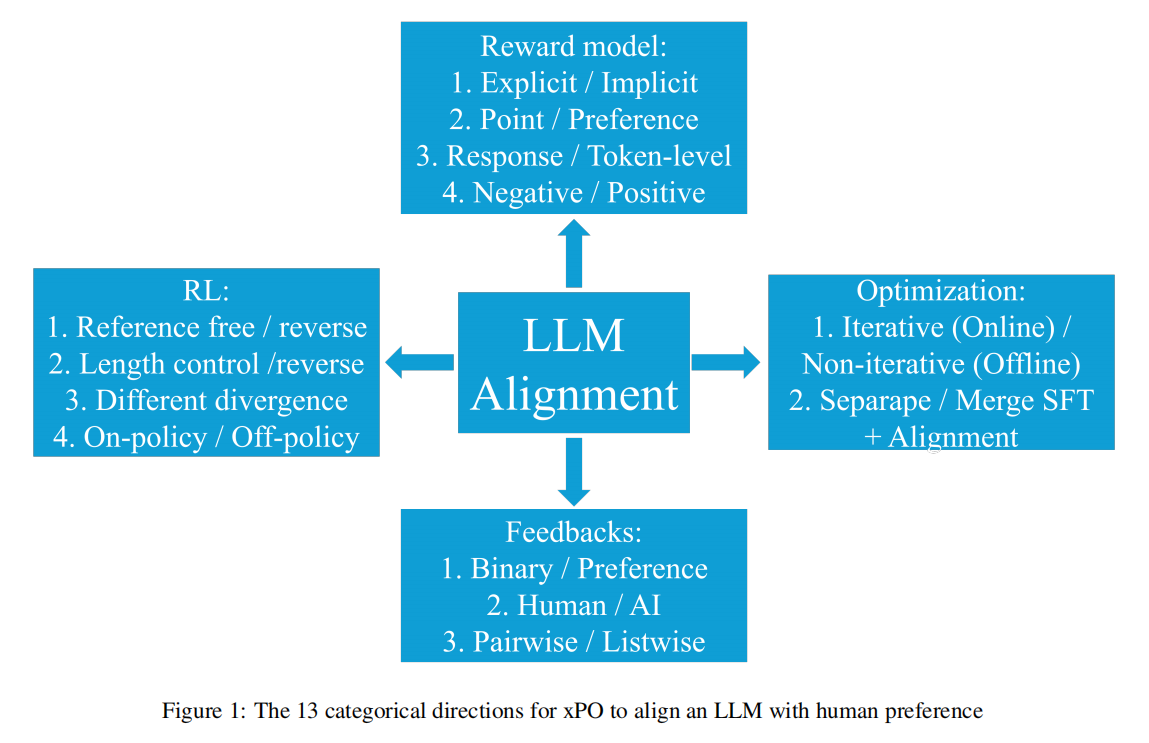 Reward model:
1. Explicit / Implicit
2. Point / Preference
3. Response / Token-level
4. Negative / Positive
RL:
1. Reference free / reverse
2. Length control /reverse
3. Different divergence
4. On-policy / Off-policy
LLM
Alignment
Optimization:
1. Iterative (Online) /
Non-iterative (Offline)
2. Separape / Merge SFT
+ Alignment
Feedbacks:
1. Binary / Preference
2. Human / AI
3. Pairwise / Listwise
Figure 1: The 13 categorical directions for xPO to align an LLM with human preference